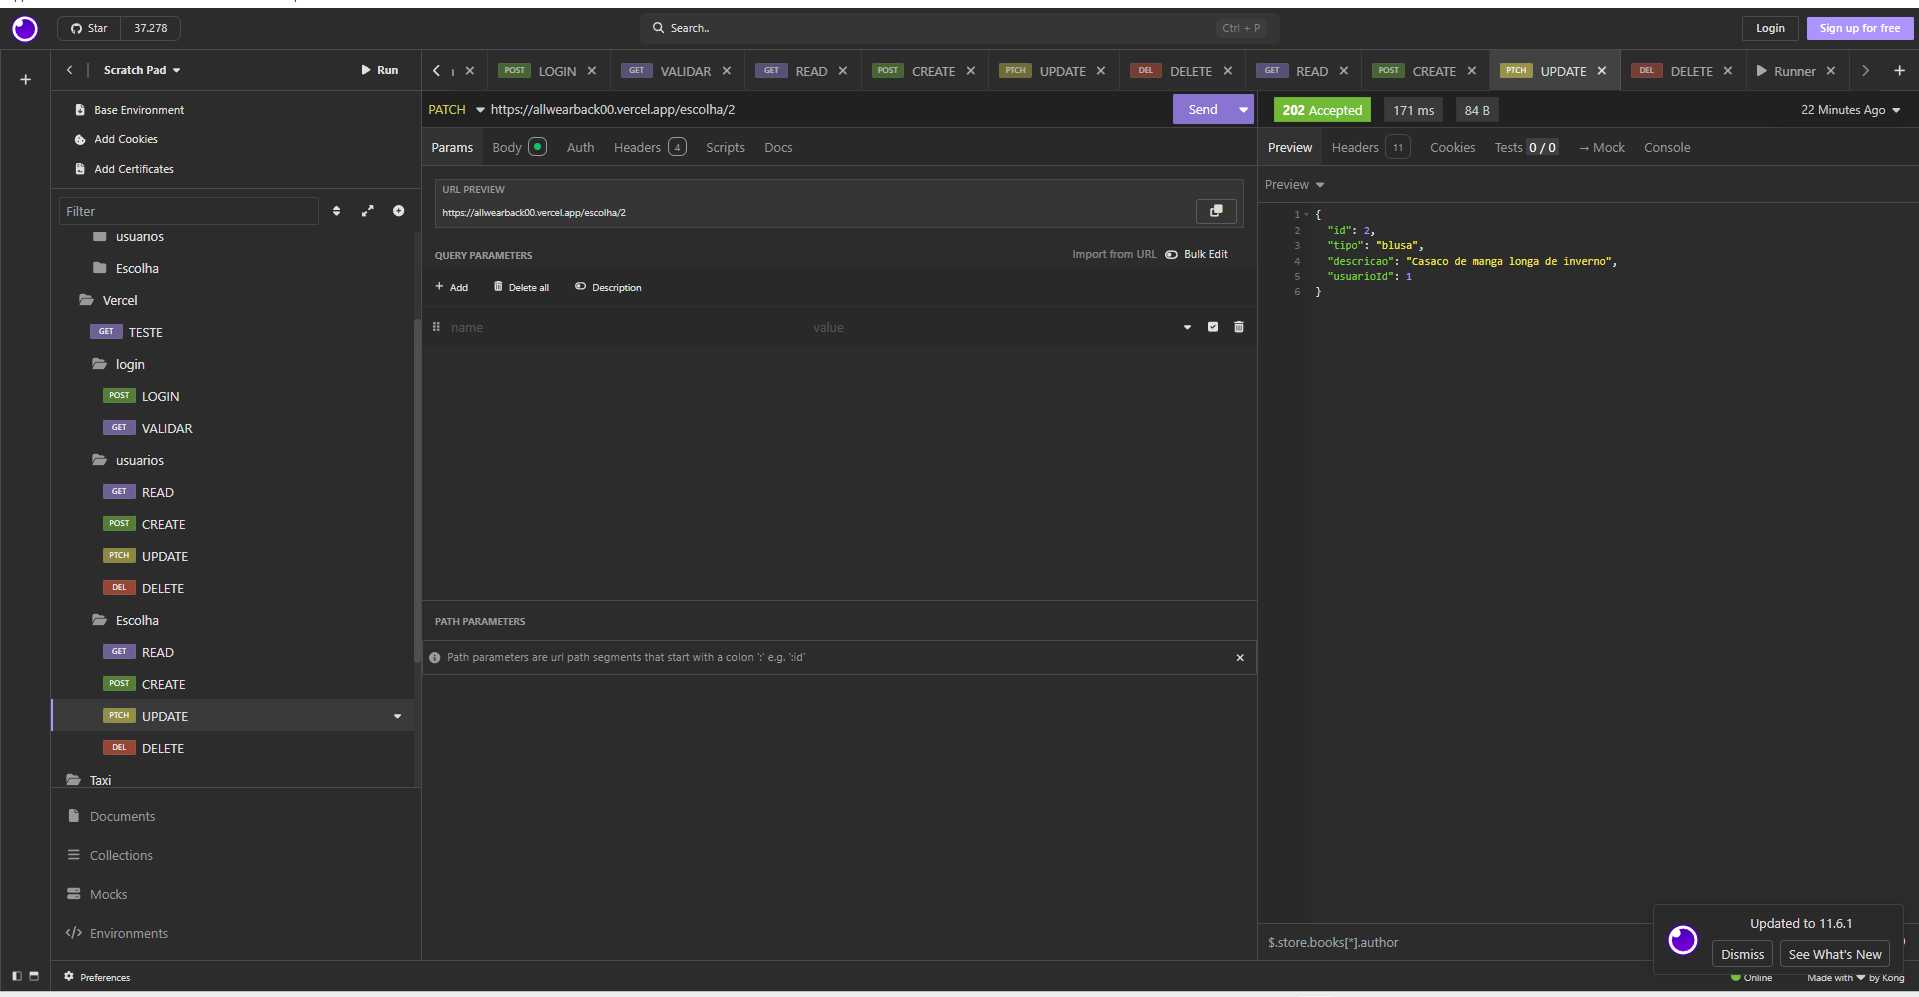 Star 37.278 Search.. Ctrl + P Login Sign up for free
Scratch Pad Run
POST LOGIN GET VALIDAR GET READ POST CREATE PTCH UPDATE DEL DELETE GET READ POST CREATE PTCH UPDATE DEL DELETE Runner
Base Environment
Add Cookies
Add Certificates
Filter
usuarios
Escolha
Vercel
GET TESTE
login
POST LOGIN
GET VALIDAR
usuarios
GET READ
POST CREATE
PTCH UPDATE
DEL DELETE
Escolha
GET READ
POST CREATE
PTCH UPDATE
DEL DELETE
Taxi
Documents
Collections
Mocks
Environments
Preferences
PATCH https://allwearback00.vercel.app/escolha/2 Send
Params Body Auth Headers 4 Scripts Docs
URL PREVIEW
https://allwearback00.vercel.app/escolha/2
QUERY PARAMETERS Import from URL Bulk Edit
Add Delete all Description
name value
PATH PARAMETERS
Path parameters are url path segments that start with a colon ':' e.g. ':id'
202 Accepted 171 ms 84 B 22 Minutes Ago
Preview Headers 11 Cookies Tests 0 / 0 → Mock Console
Preview
1 {
2 "id": 2,
3 "tipo": "blusa",
4 "descricao": "Casaco de manga longa de inverno",
5 "usuarioId": 1
6 }
$.store.books[*].author
Updated to 11.6.1
Dismiss See What's New
Online Made with by Kong